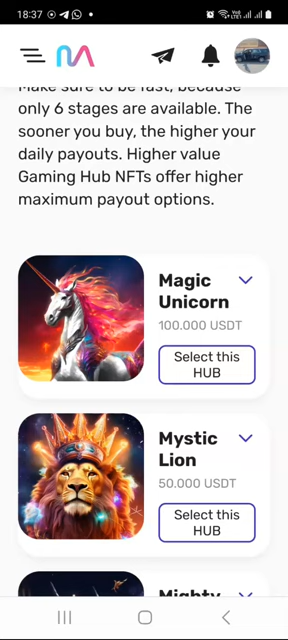 18:37
Make sure to be fast, because
only 6 stages are available. The
sooner you buy, the higher your
daily payouts. Higher value
Gaming Hub NFTs offer higher
maximum payout options.
Magic
Unicorn
100.000 USDT
Select this
HUB
Mystic
Lion
50.000 USDT
Select this
HUB
Mighty